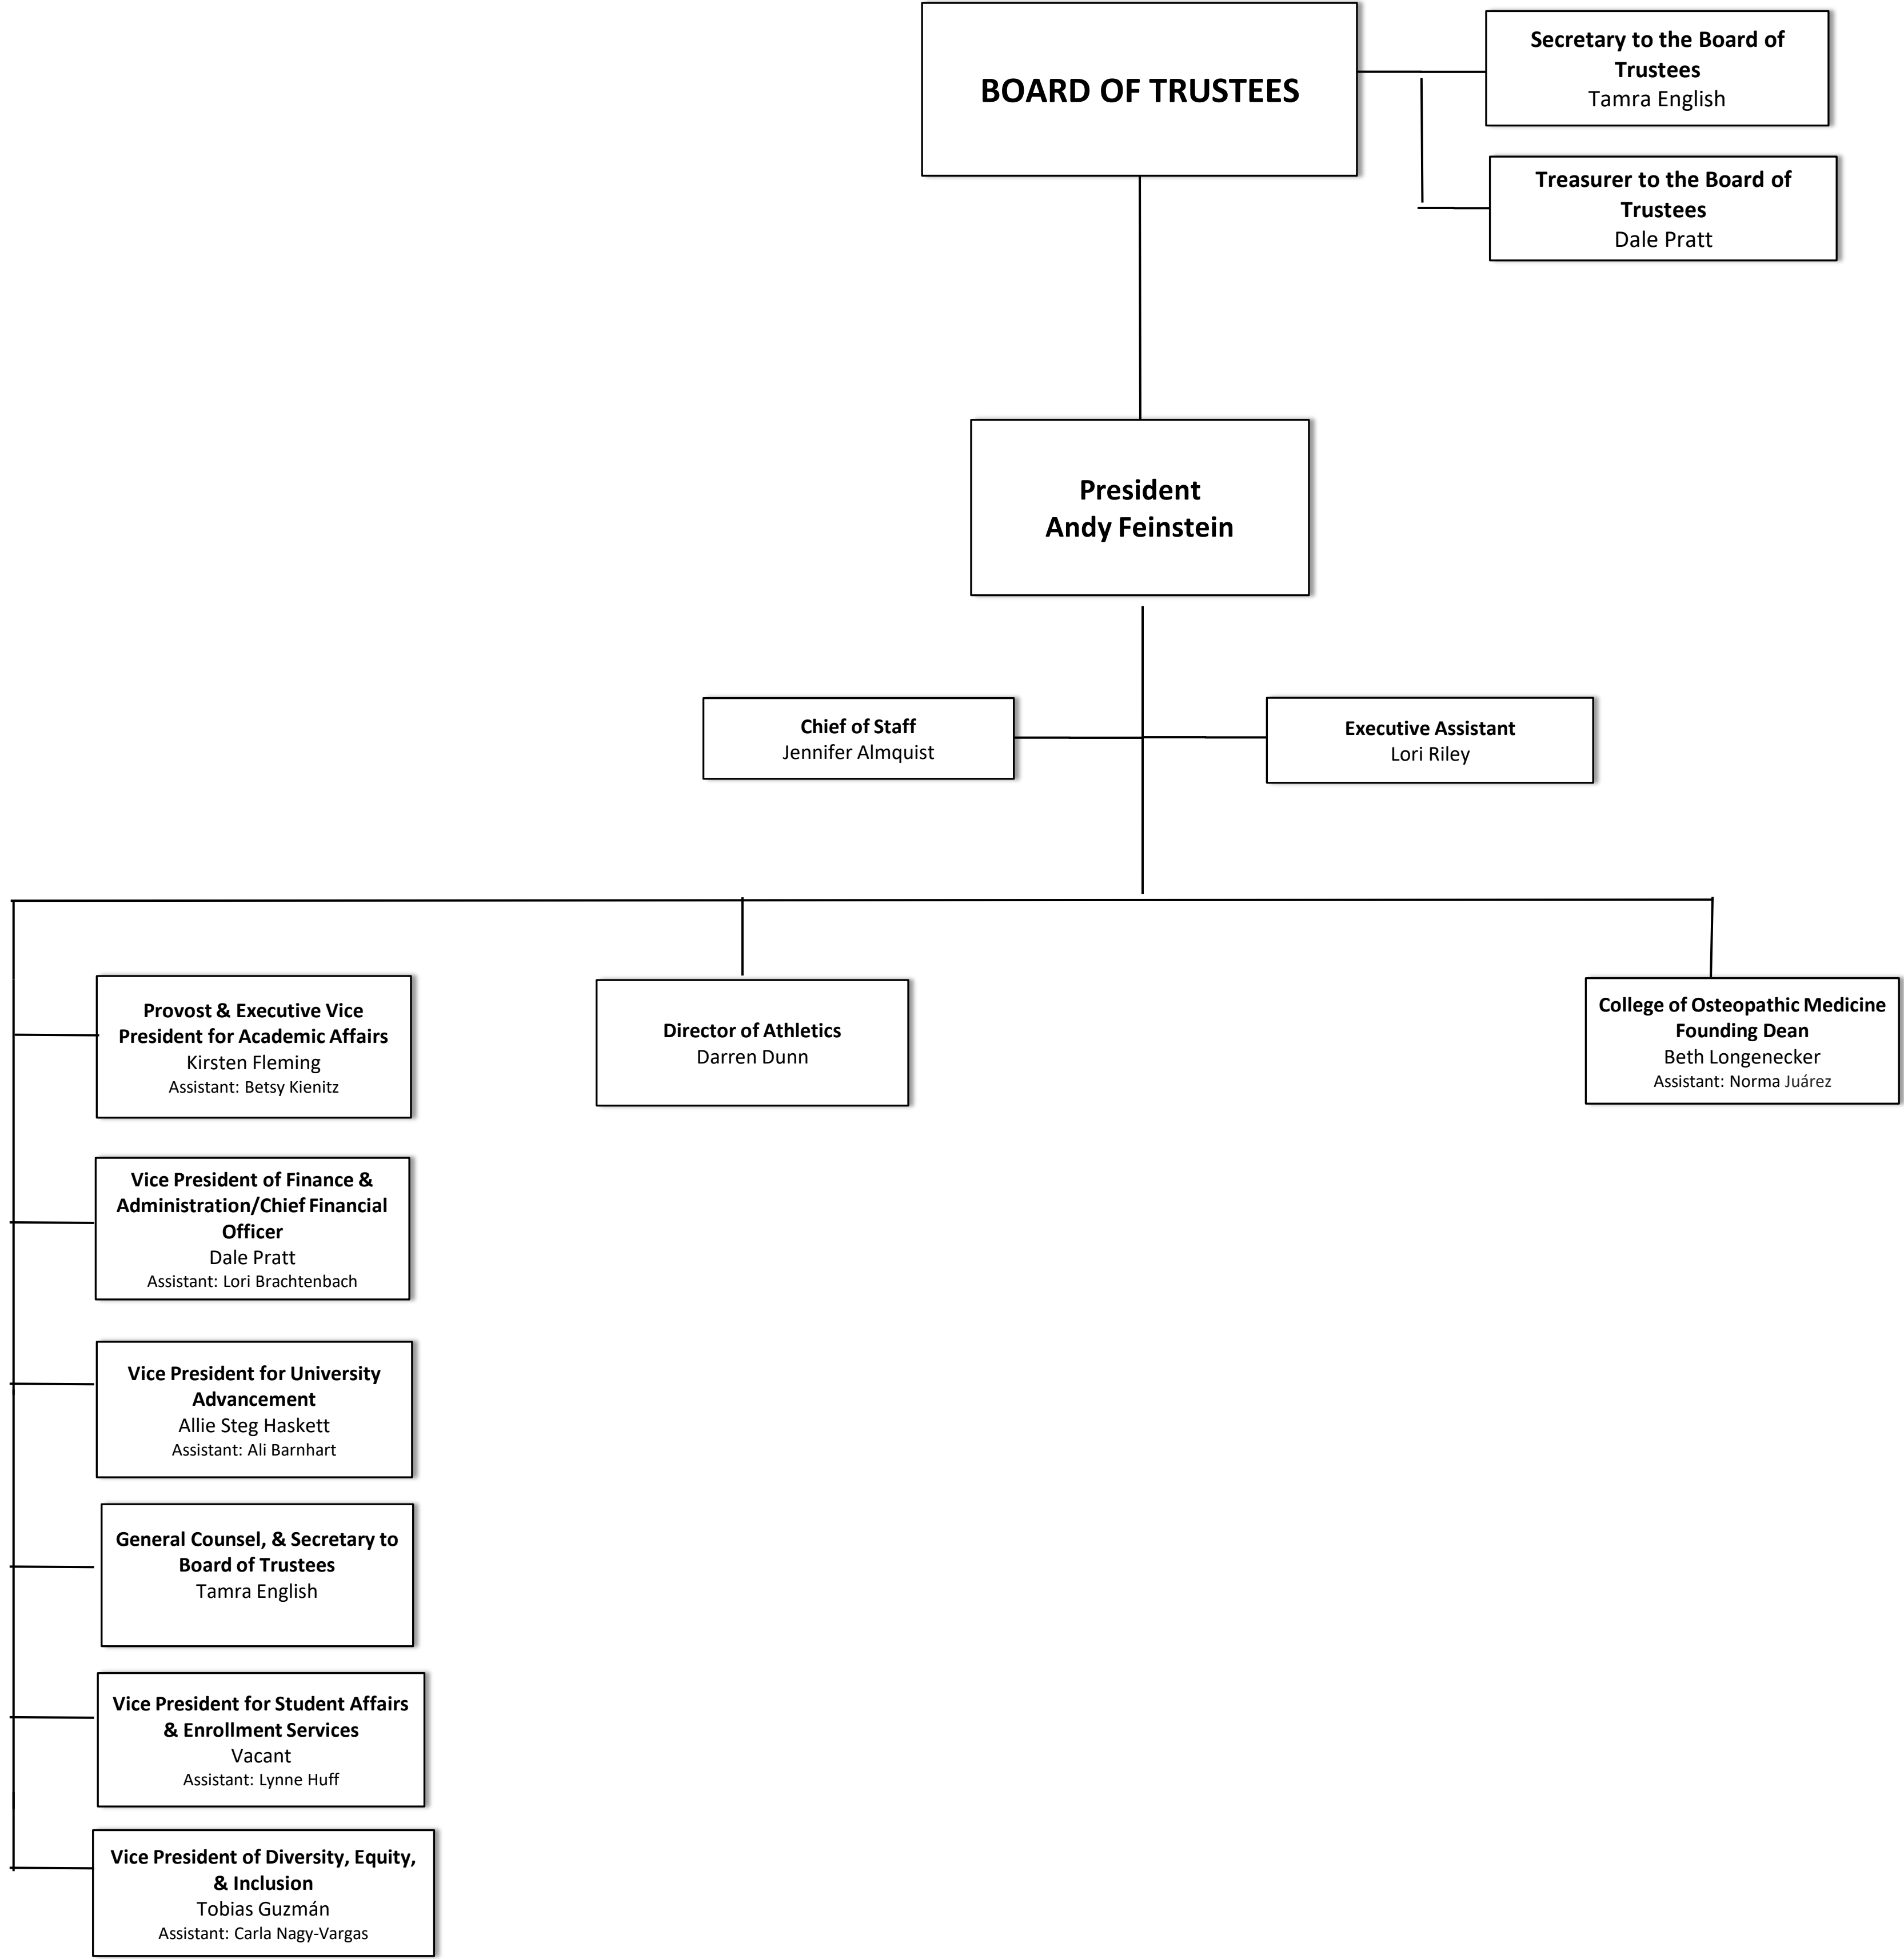 BOARD OF TRUSTEES
Secretary to the Board of
Trustees
Tamra English
Treasurer to the Board of
Trustees
Dale Pratt
President
Andy Feinstein
Chief of Staff
Jennifer Almquist
Executive Assistant
Lori Riley
Provost & Executive Vice
President for Academic Affairs
Kirsten Fleming
Assistant: Betsy Kienitz
Director of Athletics
Darren Dunn
College of Osteopathic Medicine
Founding Dean
Beth Longenecker
Assistant: Norma Juárez
Vice President of Finance &
Administration/Chief Financial
Officer
Dale Pratt
Assistant: Lori Brachtenbach
Vice President for University
Advancement
Allie Steg Haskett
Assistant: Ali Barnhart
General Counsel, & Secretary to
Board of Trustees
Tamra English
Vice President for Student Affairs
& Enrollment Services
Vacant
Assistant: Lynne Huff
Vice President of Diversity, Equity,
& Inclusion
Tobias Guzmán
Assistant: Carla Nagy-Vargas